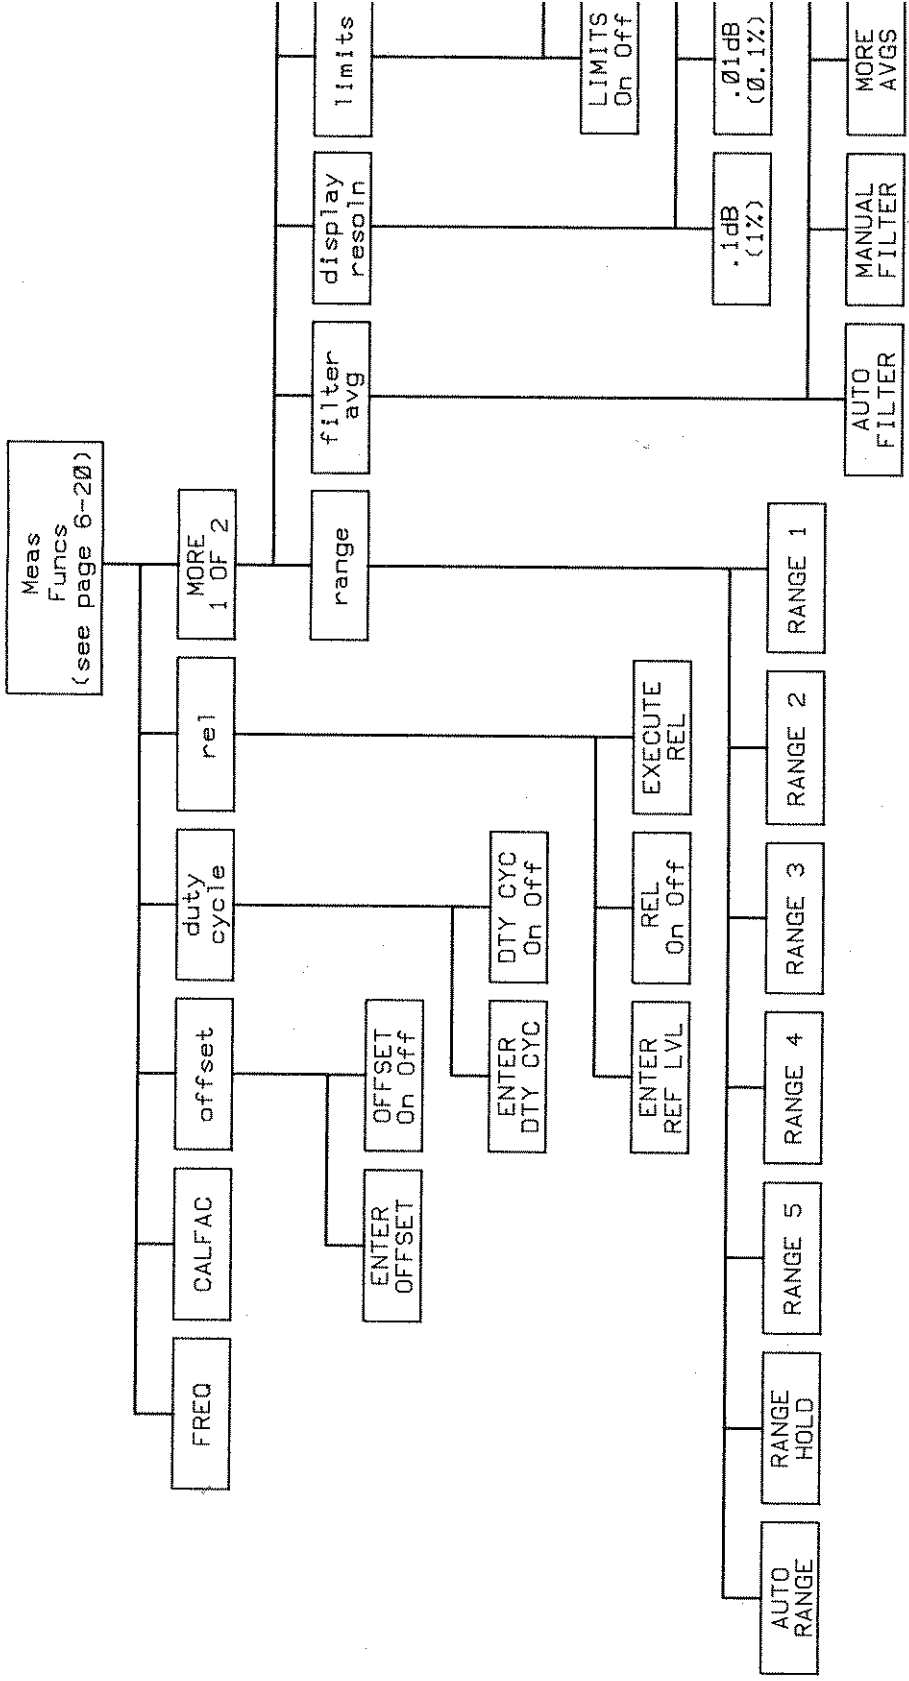 Meas
Funcs
(see page 6-20)
FREQ
CALFAC
offset
duty
cycle
rel
MORE
1 OF 2
range
filter
avg
display
resoln
limits
ENTER
OFFSET
OFFSET
On Off
ENTER
DTY CYC
DTY CYC
On Off
LIMITS
On Off
ENTER
REF LVL
REL
On Off
EXECUTE
REL
.1dB
(1%)
.01dB
(0.1%)
AUTO
RANGE
RANGE
HOLD
RANGE 5
RANGE 4
RANGE 3
RANGE 2
RANGE 1
AUTO
FILTER
MANUAL
FILTER
MORE
AVGS